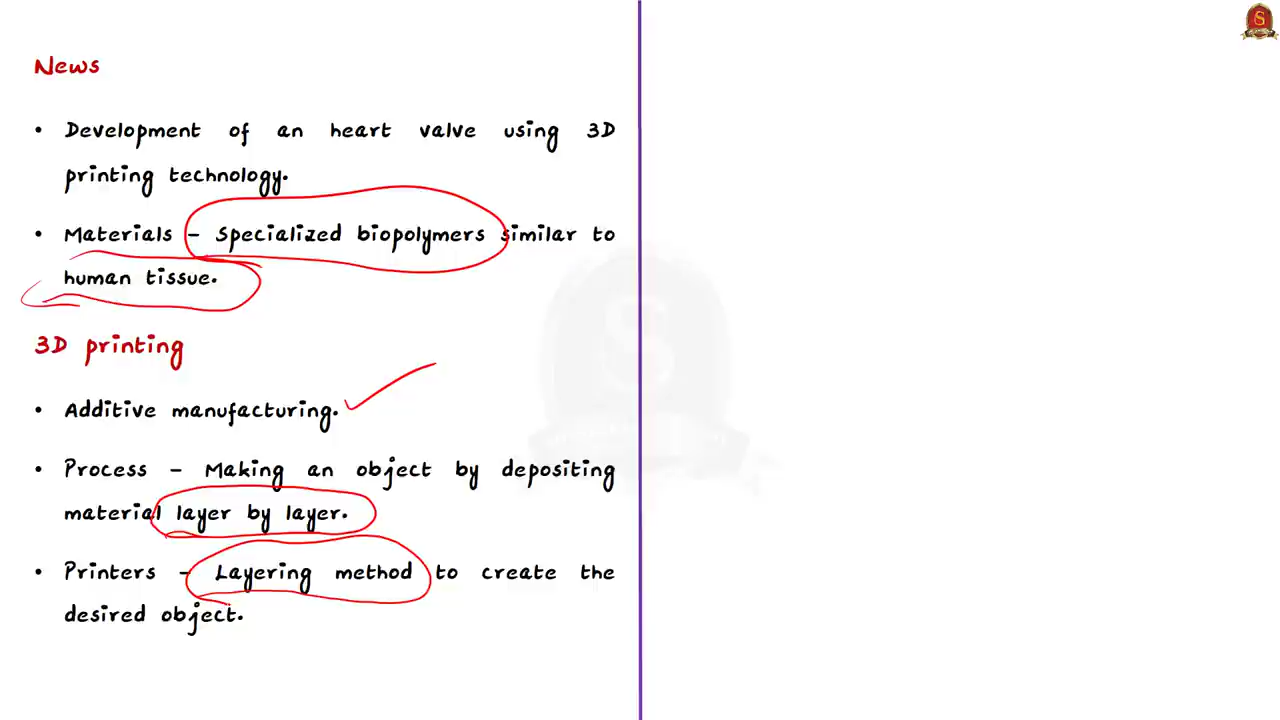 News
• Development of an heart valve using 3D
printing technology.
• Materials – Specialized biopolymers similar to
human tissue.
3D printing
• Additive manufacturing.
• Process – Making an object by depositing
material layer by layer.
• Printers – Layering method to create the
desired object.